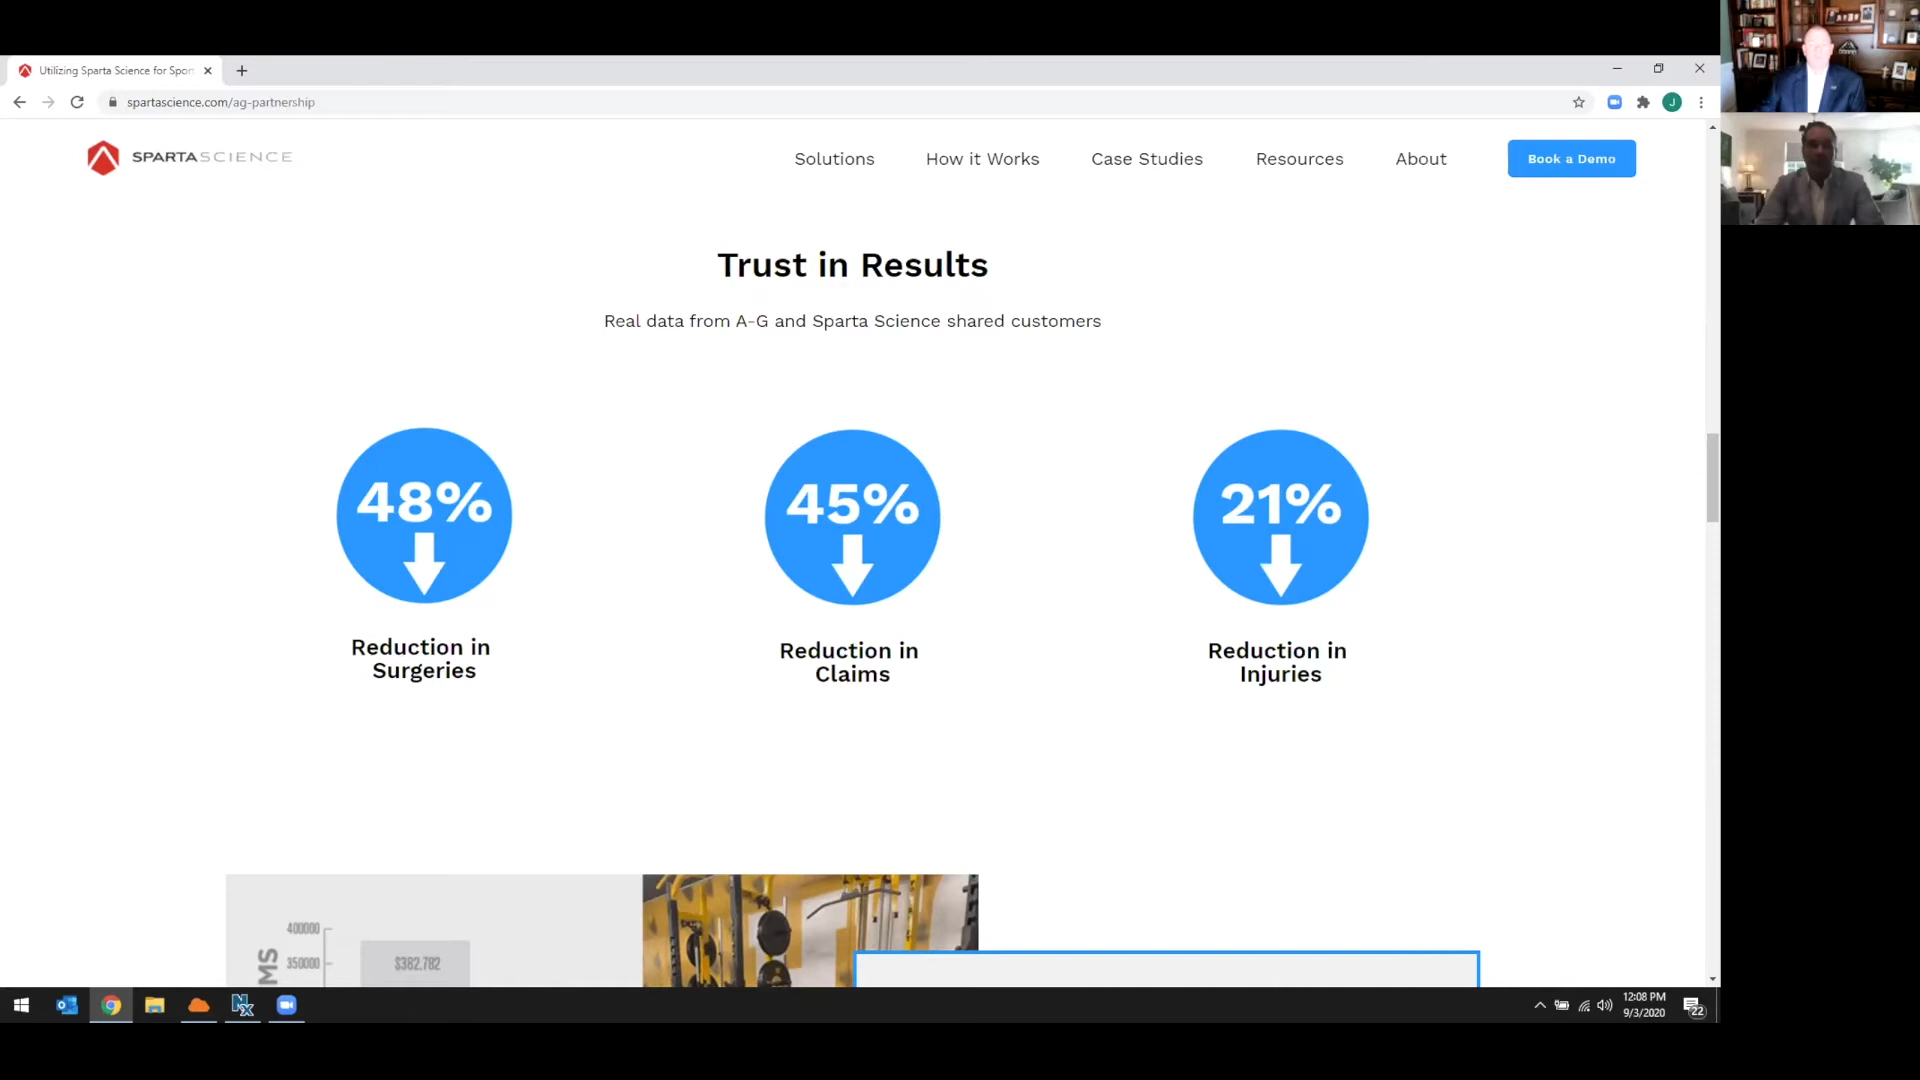 Utilizing Sparta Science for Spor
spartascience.com/ag-partnership
J
SPARTASCIENCE
Solutions
How it Works
Case Studies
Resources
About
Book a Demo
Trust in Results
Real data from A-G and Sparta Science shared customers
48%
Reduction in
Surgeries
45%
Reduction in
Claims
21%
Reduction in
Injuries
400000
350000
MS
$382,782
12:08 PM
9/3/2020
22